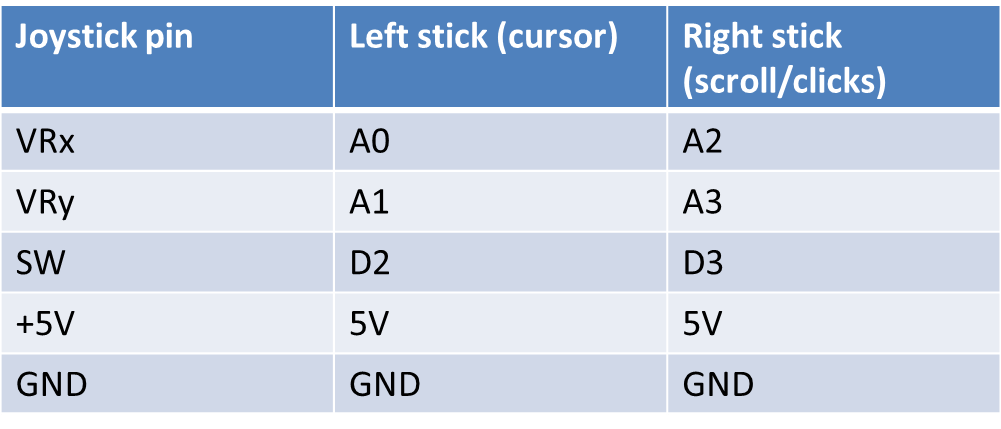 Joystick pin Left stick (cursor) Right stick
(scroll/clicks)
VRx A0 A2
VRy A1 A3
SW D2 D3
+5V 5V 5V
GND GND GND